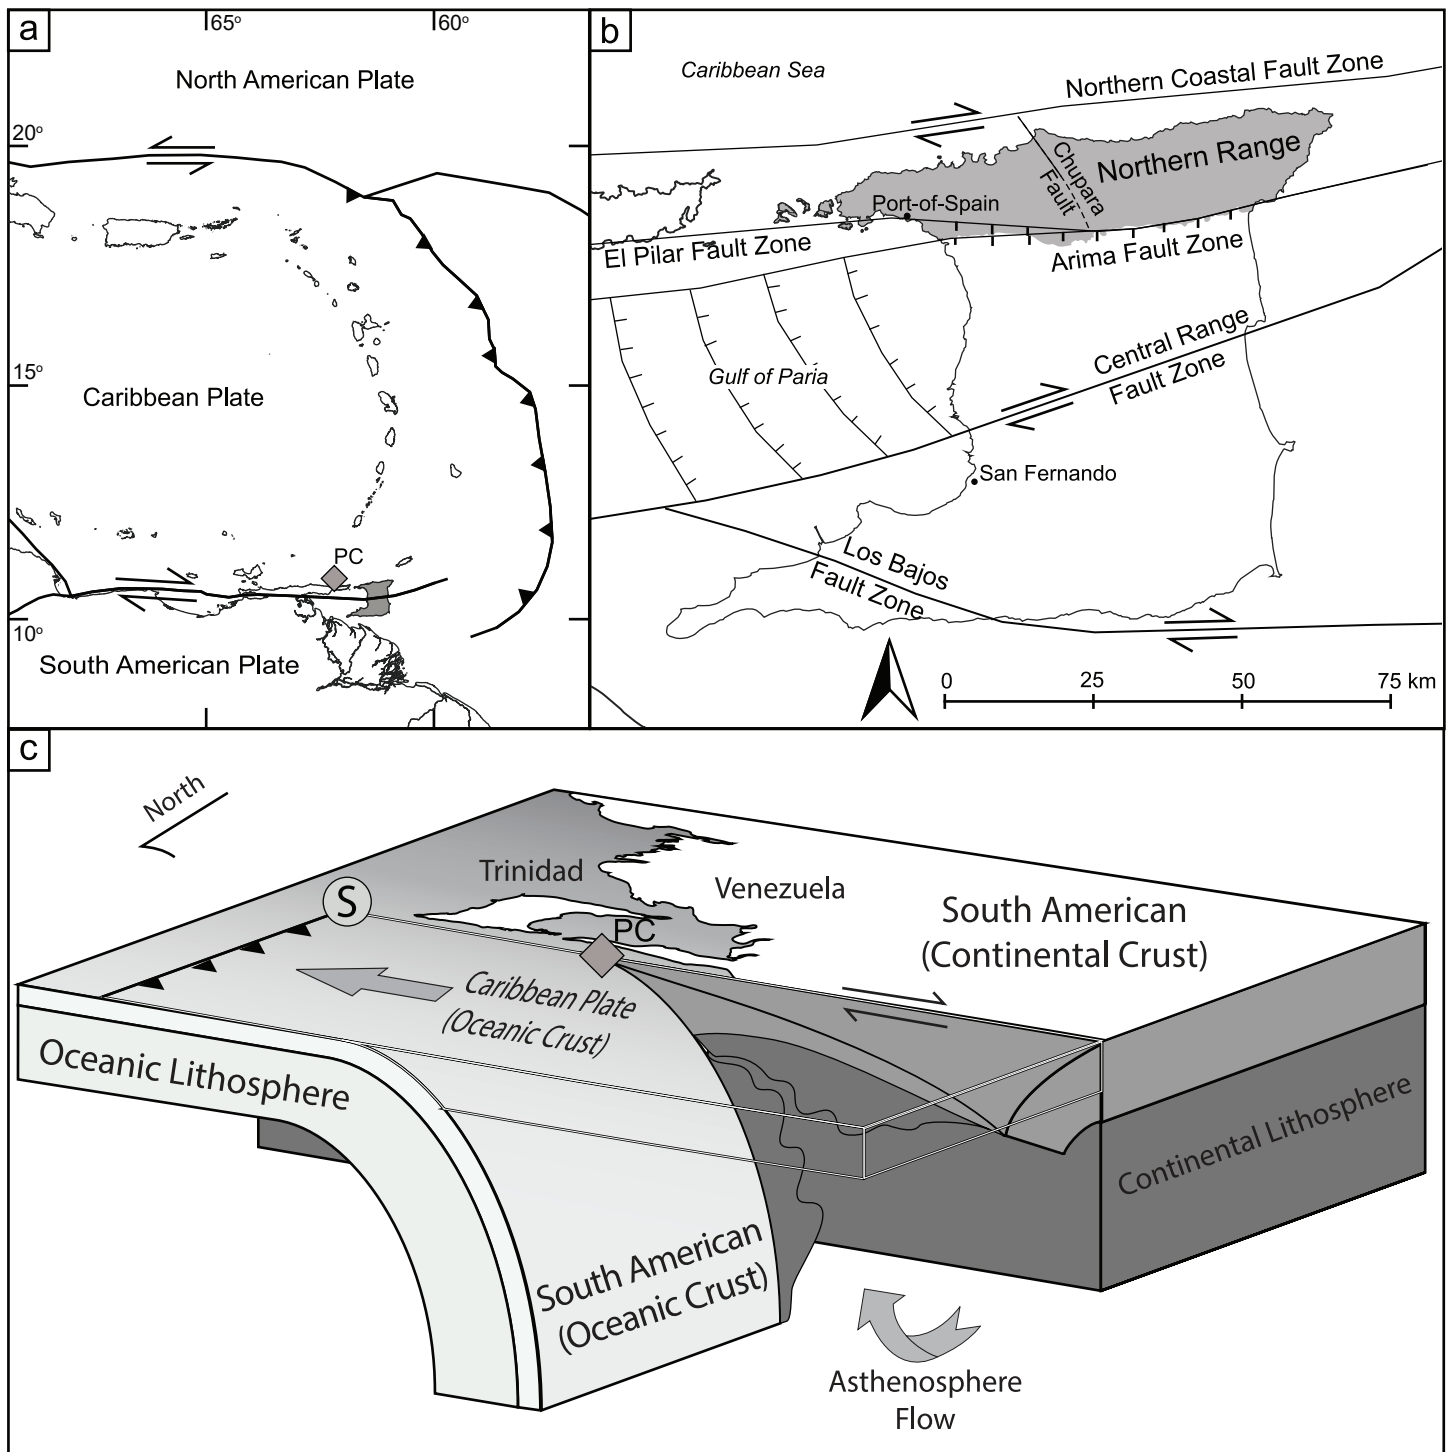 a
65°
60°
North American Plate
20°
15°
Caribbean Plate
PC
10°
South American Plate
b
Caribbean Sea
Northern Coastal Fault Zone
Northern Range
Chupara
Fault
Port-of-Spain
El Pilar Fault Zone
Arima Fault Zone
Central Range
Fault Zone
Gulf of Paria
San Fernando
Los Bajos
Fault Zone
0
25
50
75 km
c
North
Trinidad
Venezuela
S
PC
South American
(Continental Crust)
Caribbean Plate
(Oceanic Crust)
Oceanic Lithosphere
Continental Lithosphere
South American
(Oceanic Crust)
Asthenosphere
Flow